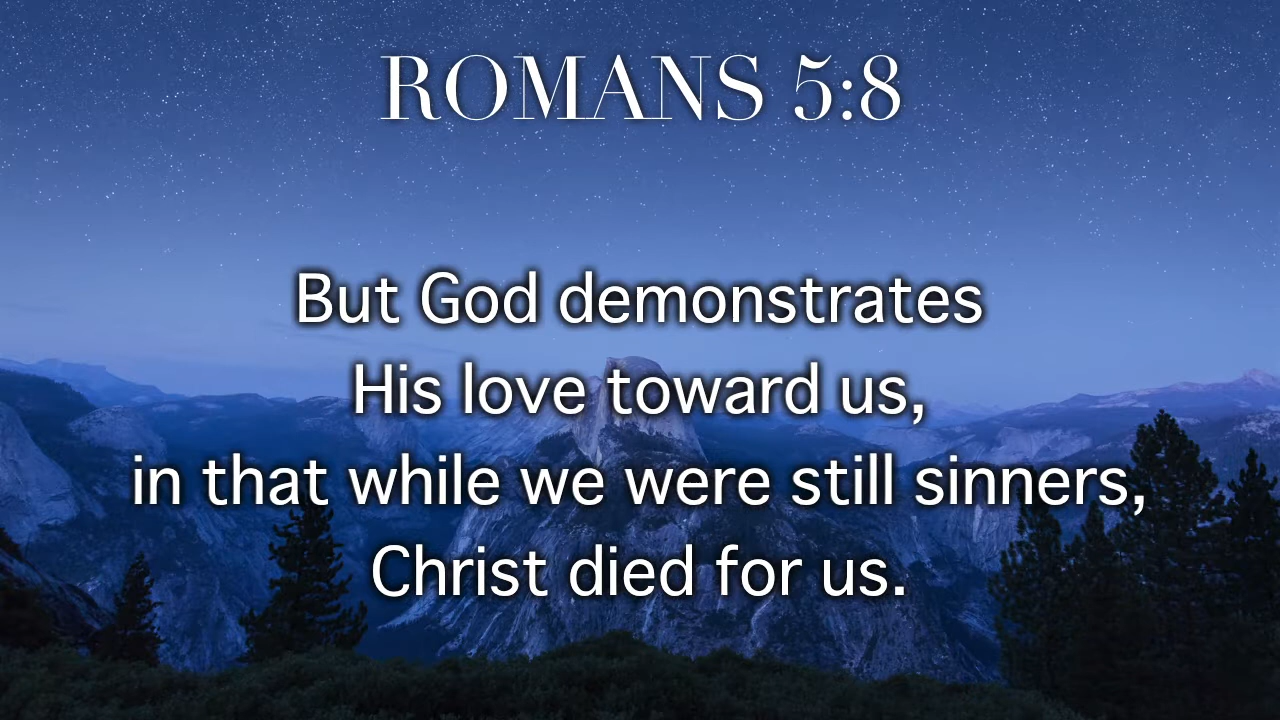 ROMANS 5:8
But God demonstrates
His love toward us,
in that while we were still sinners,
Christ died for us.